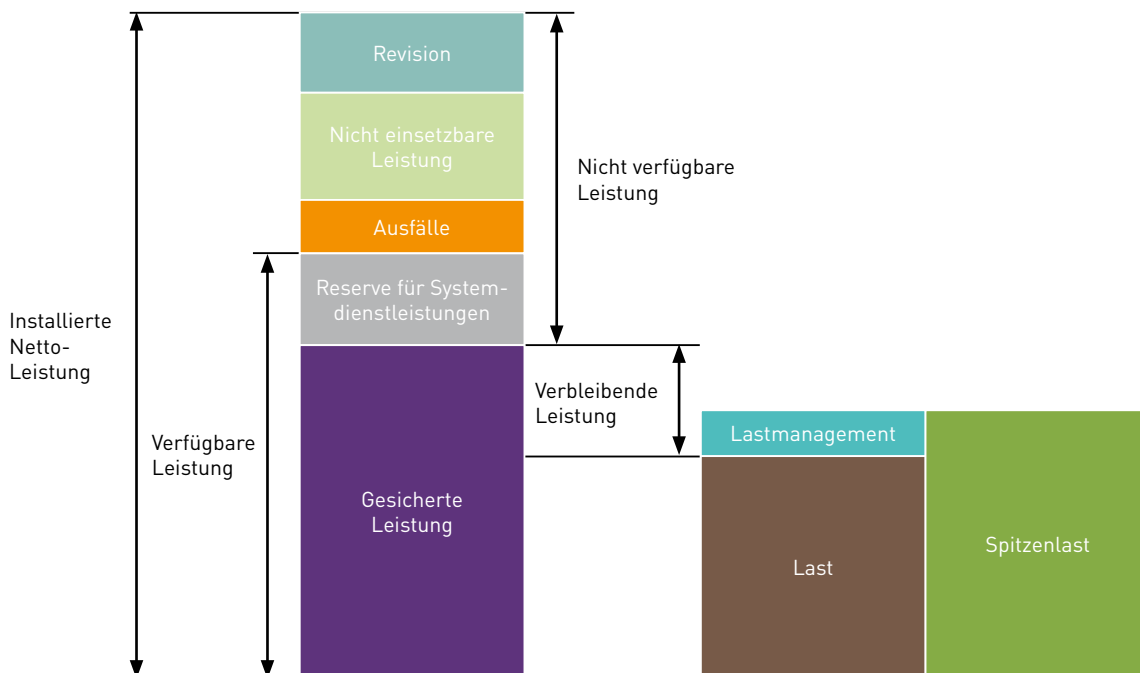 Revision
Nicht einsetzbare
Leistung
Nicht verfügbare
Leistung
Ausfälle
Reserve für System-
dienstleistungen
Installierte
Netto-
Leistung
Verbleibende
Leistung
Verfügbare
Leistung
Lastmanagement
Gesicherte
Leistung
Spitzenlast
Last